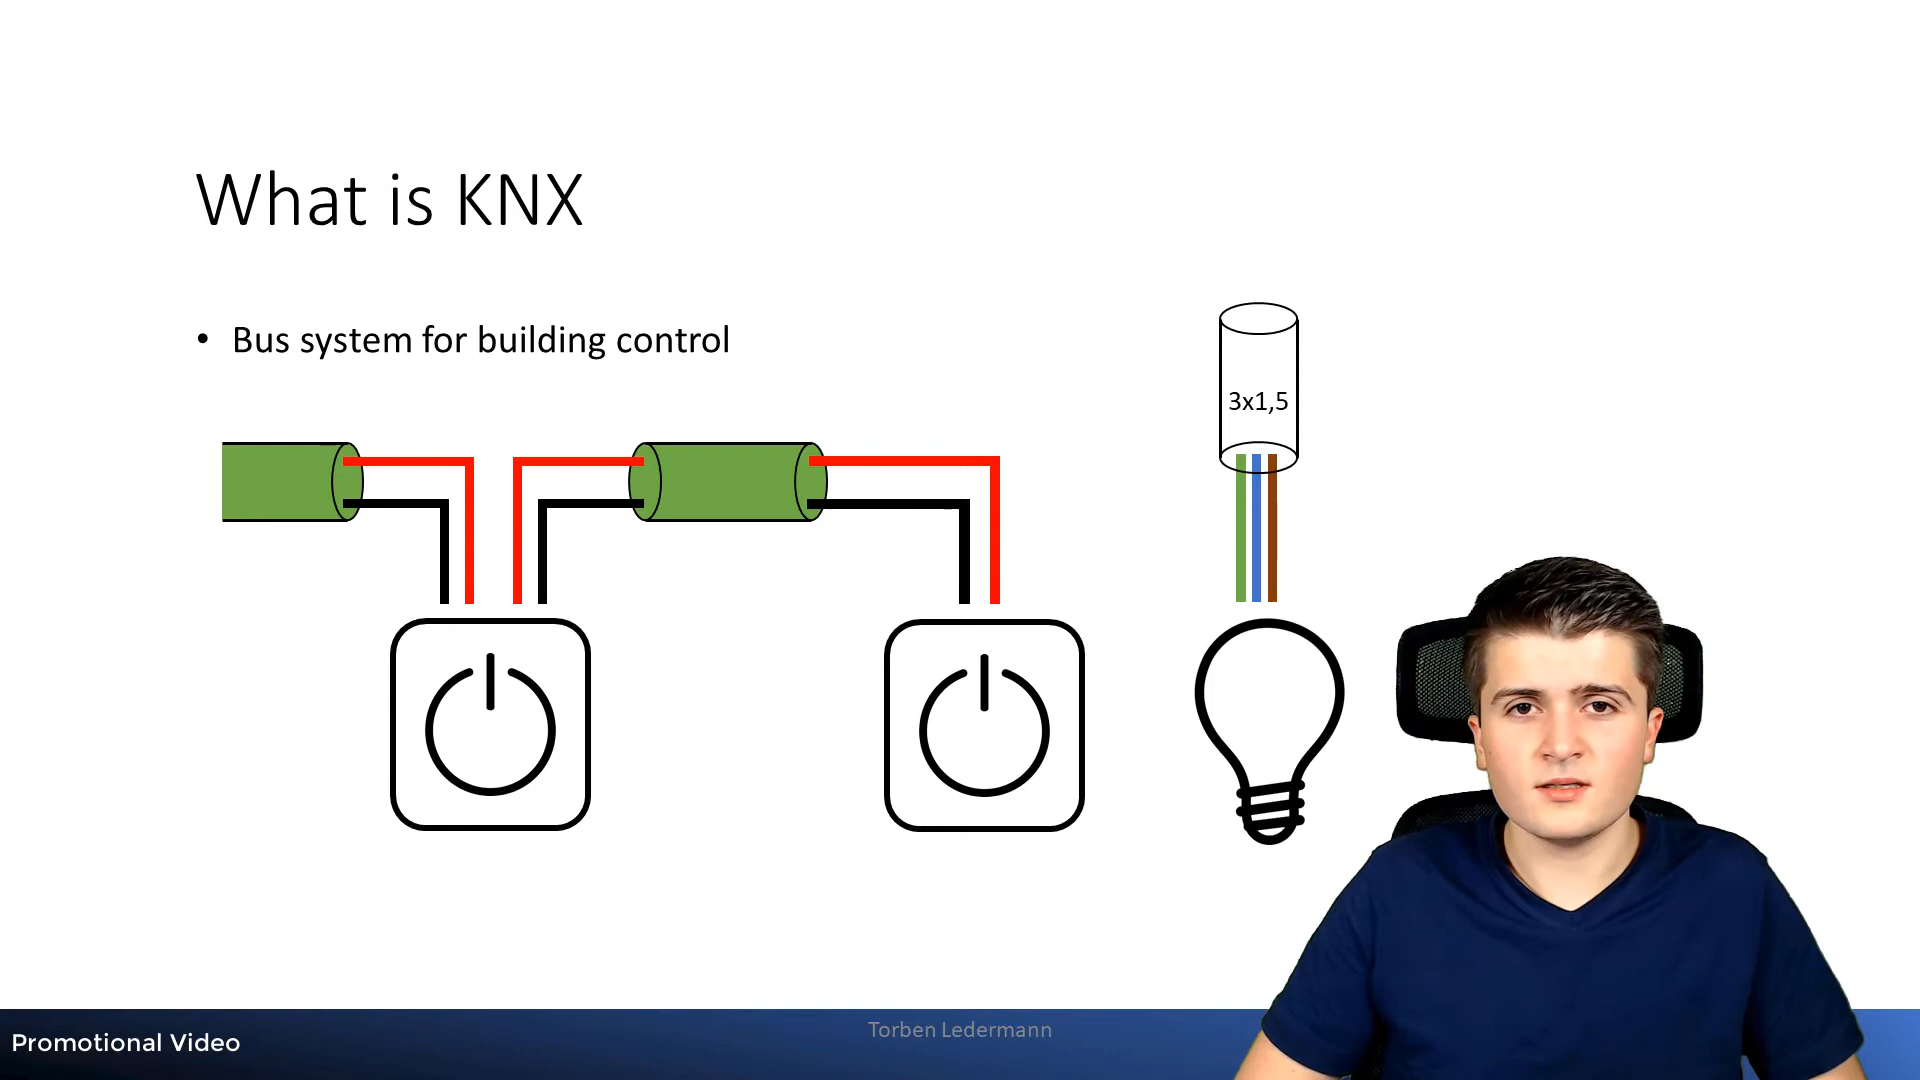 What is KNX
• Bus system for building control
3x1,5
Torben Ledermann
Promotional Video